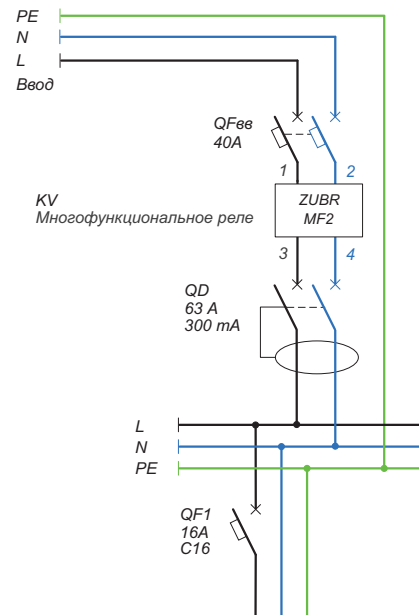 PE
N
L
Ввод
QFвв
40A
1
2
KV
Многофункциональное реле
ZUBR
MF2
3
4
QD
63 A
300 mA
L
N
PE
QF1
16A
C16